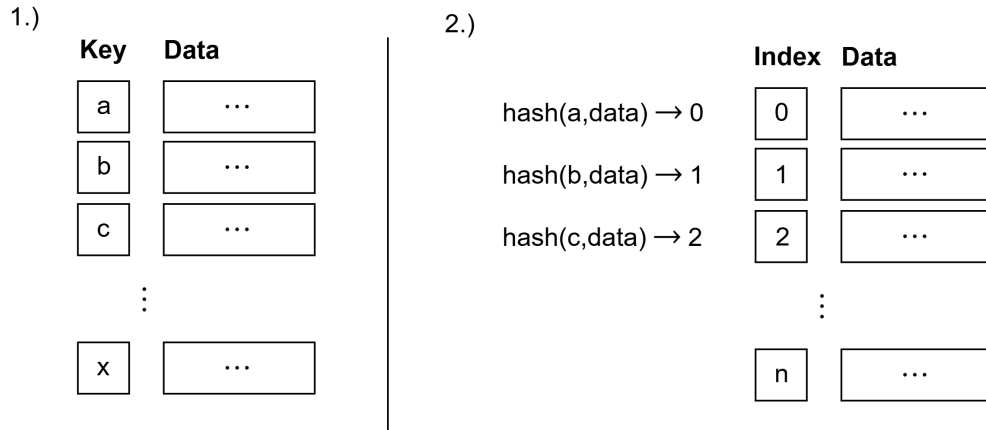 1.)
Key Data
a ...
b ...
c ...
⋮
x ...
2.)
Index Data
hash(a,data) → 0 0 ...
hash(b,data) → 1 1 ...
hash(c,data) → 2 2 ...
⋮
n ...